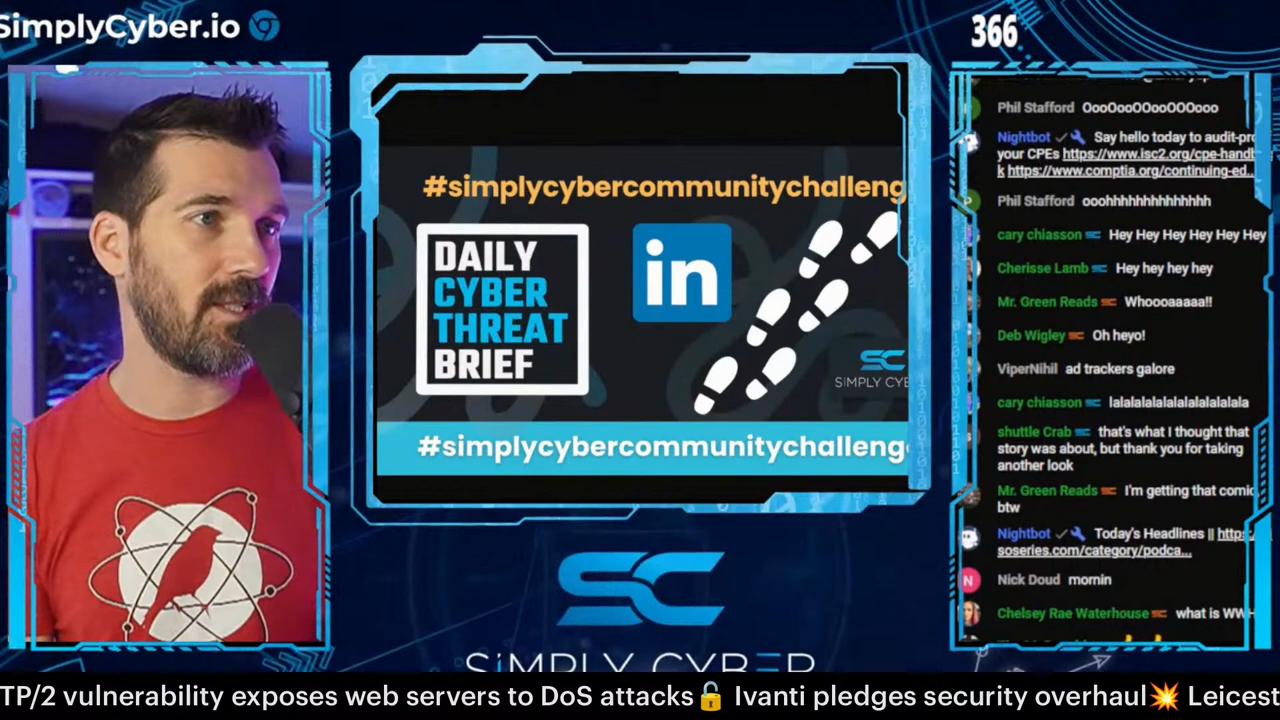 SimplyCyber.io
366
#simplycybercommunitychalleng
DAILY
CYBER
THREAT
BRIEF
in
SC
SIMPLY CYBE
#simplycybercommunitychalleng
SC
SIMPLY CYBER
Phil Stafford OooOooOOooOOOooo
Nightbot Say hello today to audit-pro
your CPEs https://www.isc2.org/cpe-handb
k https://www.comptia.org/continuing-ed...
Phil Stafford ooohhhhhhhhhhhhhh
cary chiasson Hey Hey Hey Hey Hey Hey
Cherisse Lamb Hey hey hey hey
Mr. Green Reads Whoooaaaaa!!
Deb Wigley Oh heyo!
ViperNihil ad trackers galore
cary chiasson lalalalalalalalalalalala
shuttle Crab that's what I thought that
story was about, but thank you for taking
another look
Mr. Green Reads I'm getting that comic
btw
Nightbot Today's Headlines || https:/
soseries.com/category/podca...
N Nick Doud mornin
Chelsey Rae Waterhouse what is WWH
TP/2 vulnerability exposes web servers to DoS attacks🔓 Ivanti pledges security overhaul💥 Leicest